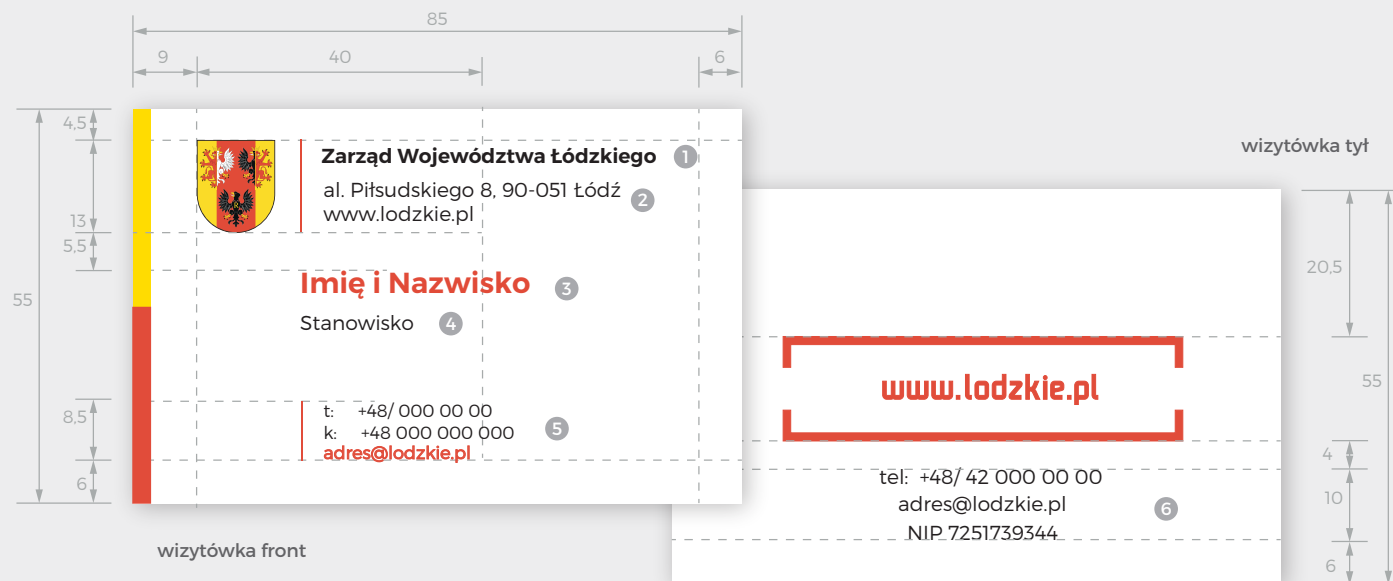 85
9
40
6
4,5
13
5,5
55
8,5
6
Zarząd Województwa Łódzkiego 1
al. Piłsudskiego 8, 90-051 Łódź 2
www.lodzkie.pl
Imię i Nazwisko 3
Stanowisko 4
t: +48/ 000 00 00
k: +48 000 000 000 5
adres@lodzkie.pl
wizytówka front
wizytówka tył
20,5
55
4
10
6
www.lodzkie.pl
tel: +48/ 42 000 00 00
adres@lodzkie.pl 6
NIP 7251739344